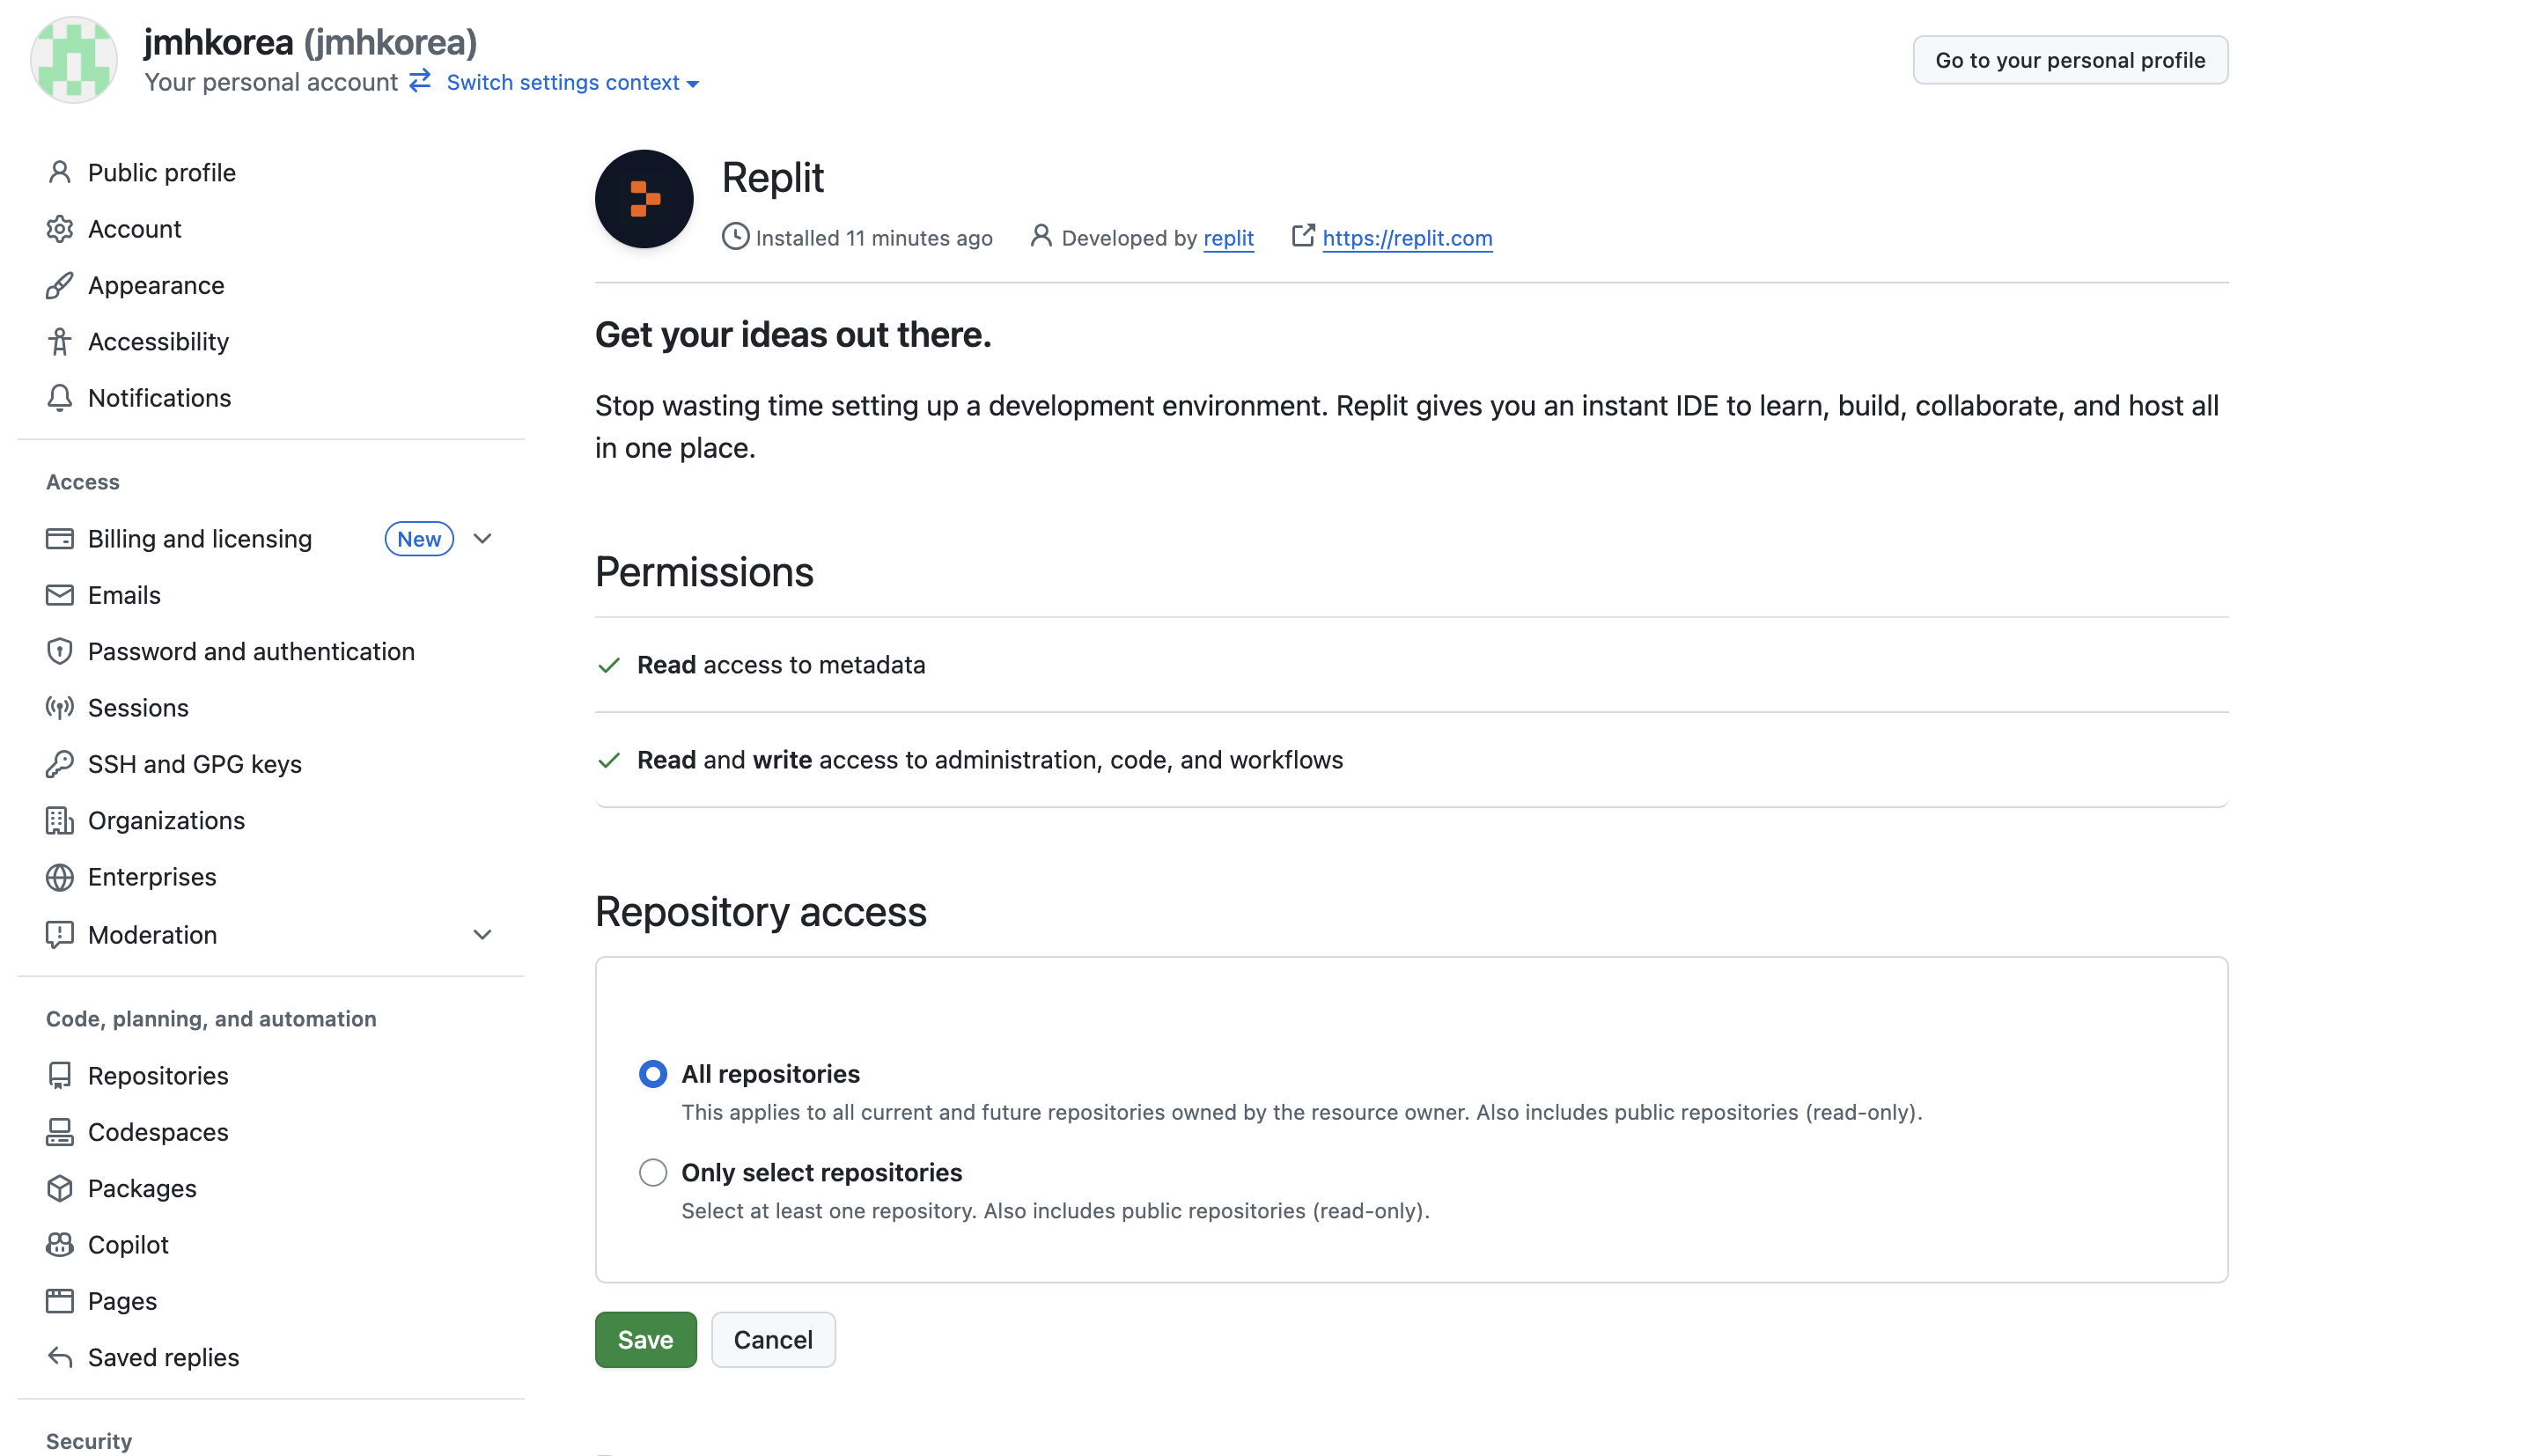 jmhkorea (jmhkorea)
Your personal account Switch settings context
Go to your personal profile
Public profile
Account
Appearance
Accessibility
Notifications
Access
Billing and licensing New
Emails
Password and authentication
Sessions
SSH and GPG keys
Organizations
Enterprises
Moderation
Code, planning, and automation
Repositories
Codespaces
Packages
Copilot
Pages
Saved replies
Security
Replit
Installed 11 minutes ago Developed by replit https://replit.com
Get your ideas out there.
Stop wasting time setting up a development environment. Replit gives you an instant IDE to learn, build, collaborate, and host all
in one place.
Permissions
Read access to metadata
Read and write access to administration, code, and workflows
Repository access
All repositories
This applies to all current and future repositories owned by the resource owner. Also includes public repositories (read-only).
Only select repositories
Select at least one repository. Also includes public repositories (read-only).
Save Cancel